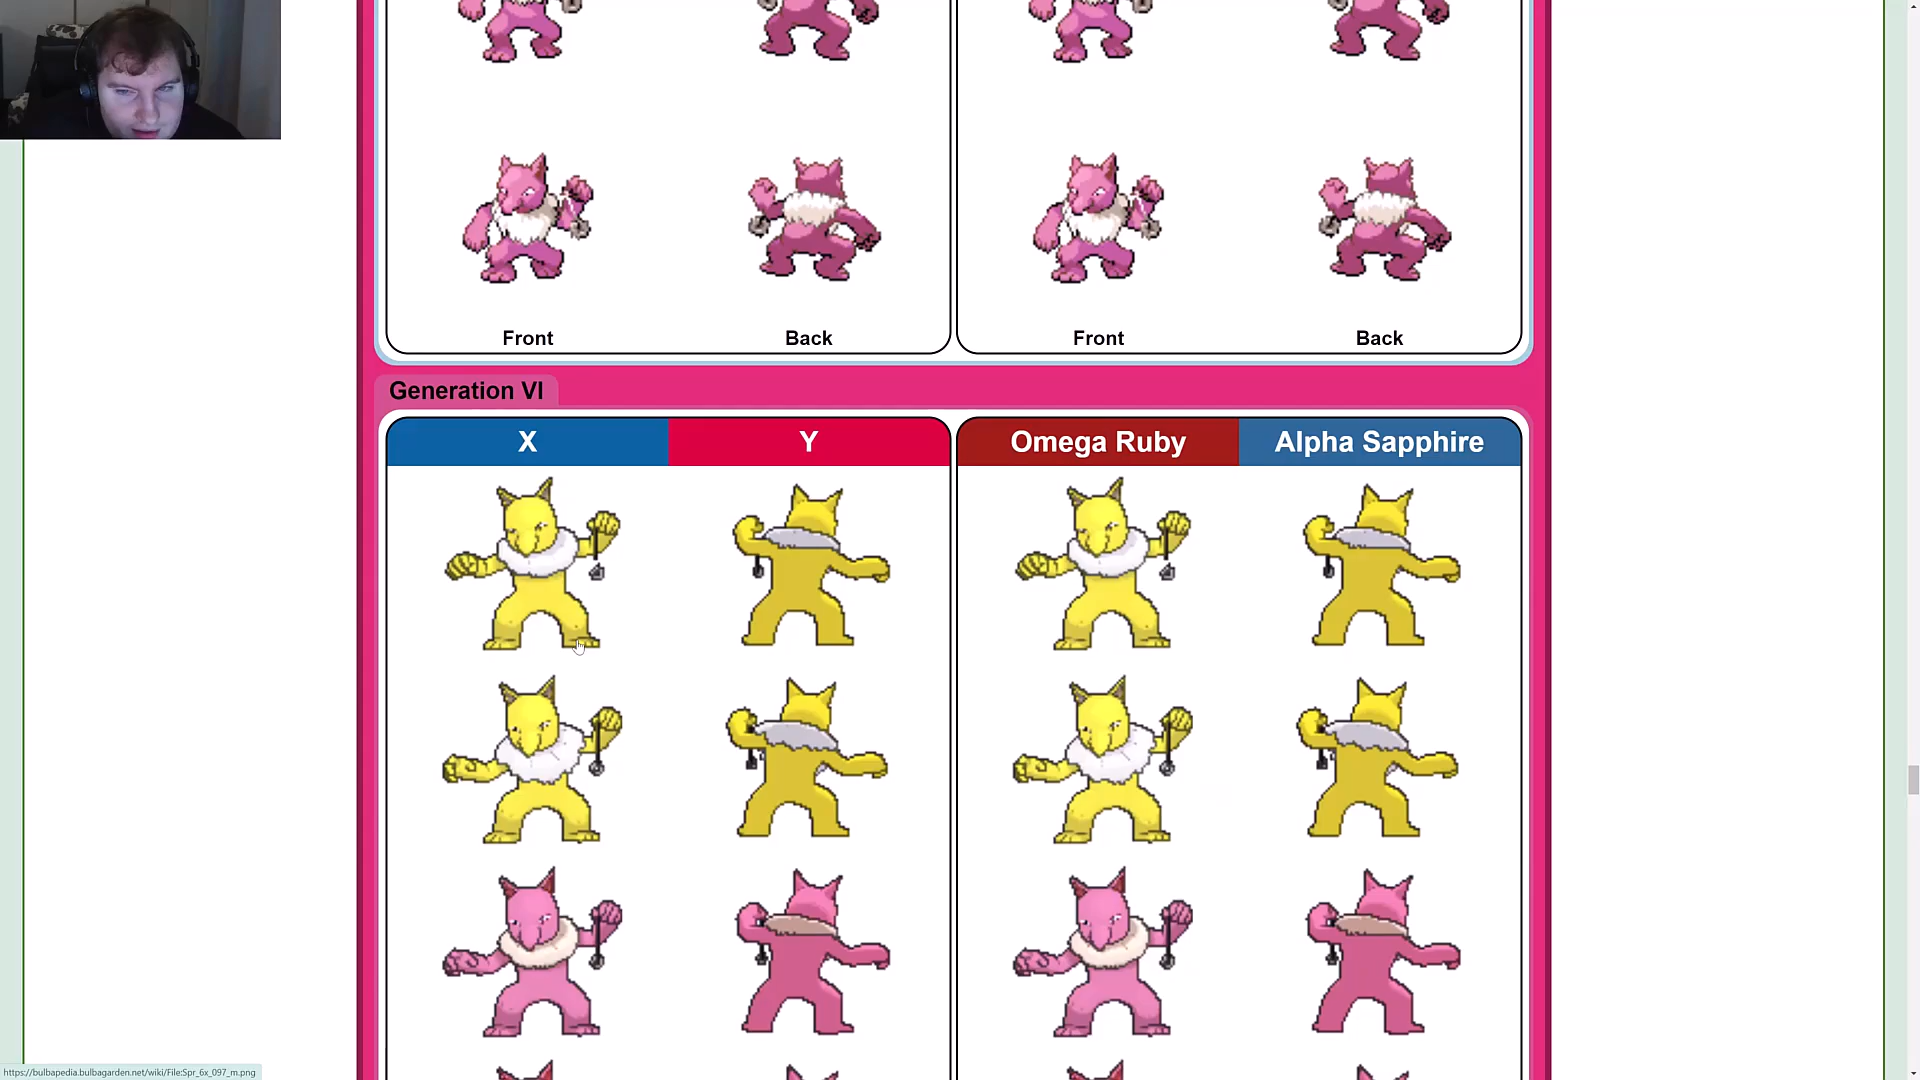 Front Back Front Back
Generation VI
X Y Omega Ruby Alpha Sapphire
https://bulbapedia.bulbagarden.net/wiki/File:Spr_6x_097_m.png